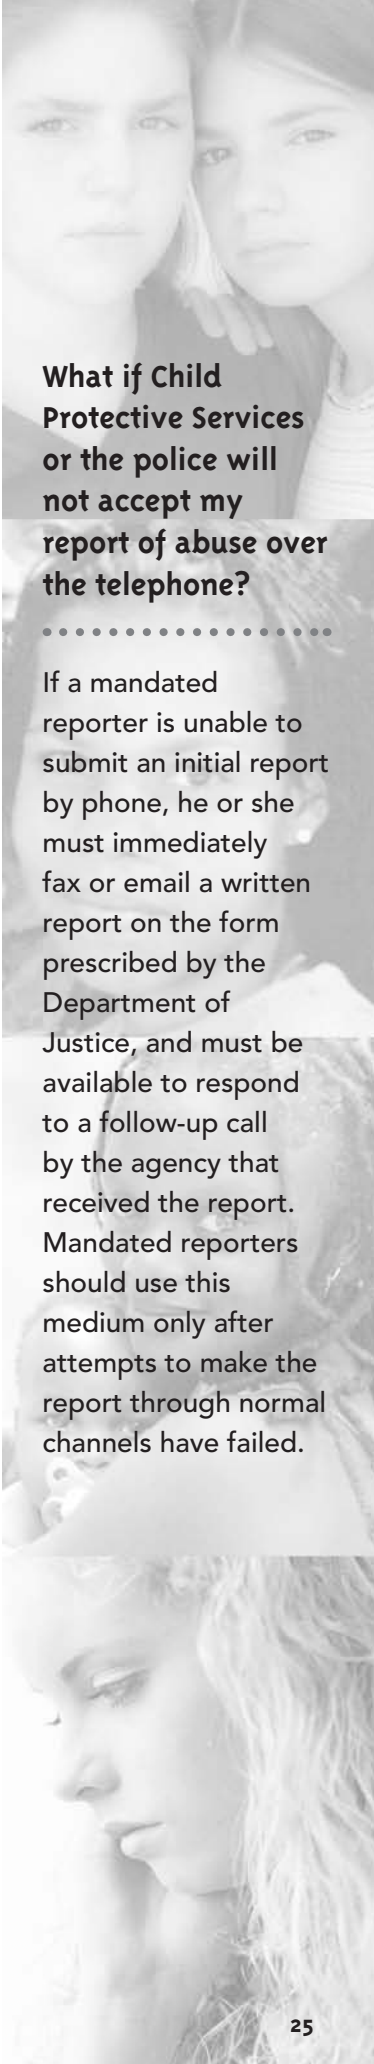 What if Child
Protective Services
or the police will
not accept my
report of abuse over
the telephone?
If a mandated
reporter is unable to
submit an initial report
by phone, he or she
must immediately
fax or email a written
report on the form
prescribed by the
Department of
Justice, and must be
available to respond
to a follow-up call
by the agency that
received the report.
Mandated reporters
should use this
medium only after
attempts to make the
report through normal
channels have failed.
25